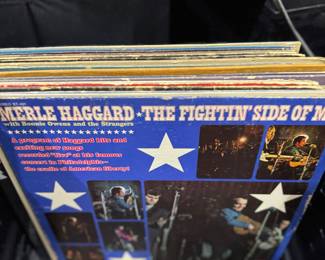 MERLE HAGGARD ★ THE FIGHTIN' SIDE OF M
with Bonnie Owens and the Strangers
A program of Haggard hits and
exciting new songs
recorded "live" at his famous
concert in Philadelphia—
the cradle of American liberty!